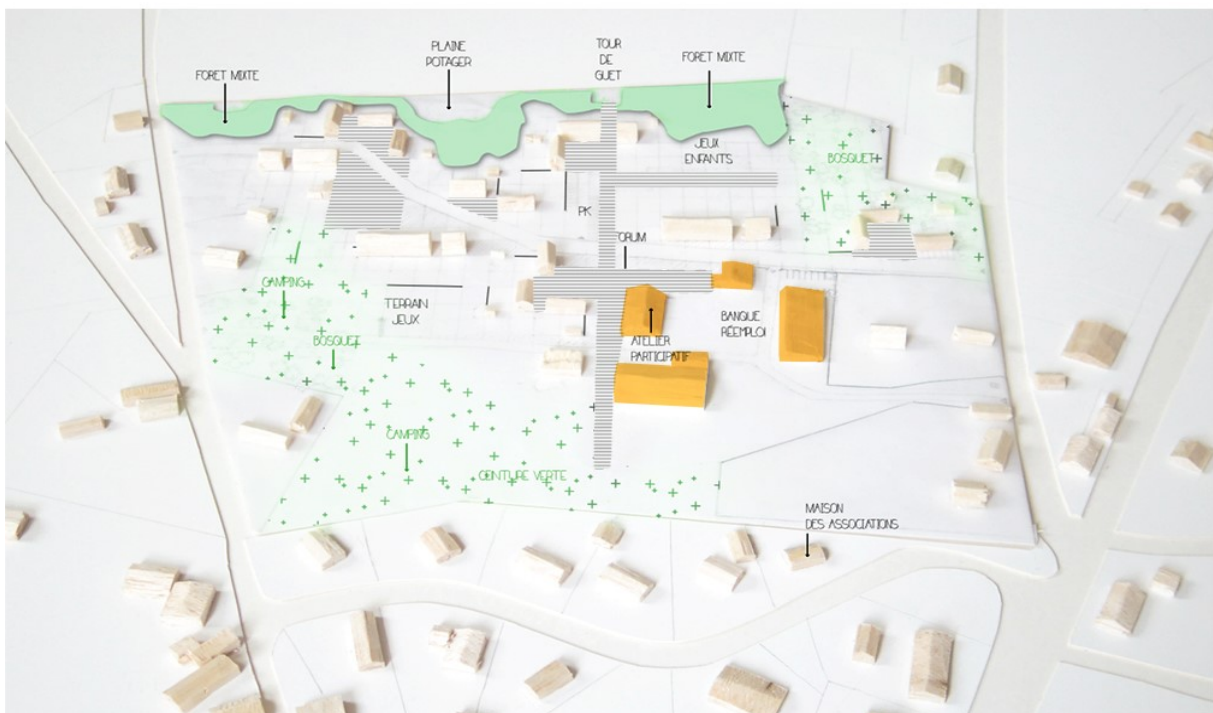 FORET MIXTE
PLAINE
POTAGER
TOUR
DE
GUET
FORET MIXTE
JEUX
ENFANTS
BOSQUET
PK
FORUM
CAMPING
TERRAIN
JEUX
BOSQUET
BANQUE
RÉEMPLOI
ATELIER
PARTICIPATIF
CAMPING
CEINTURE VERTE
MAISON
DES ASSOCIATIONS